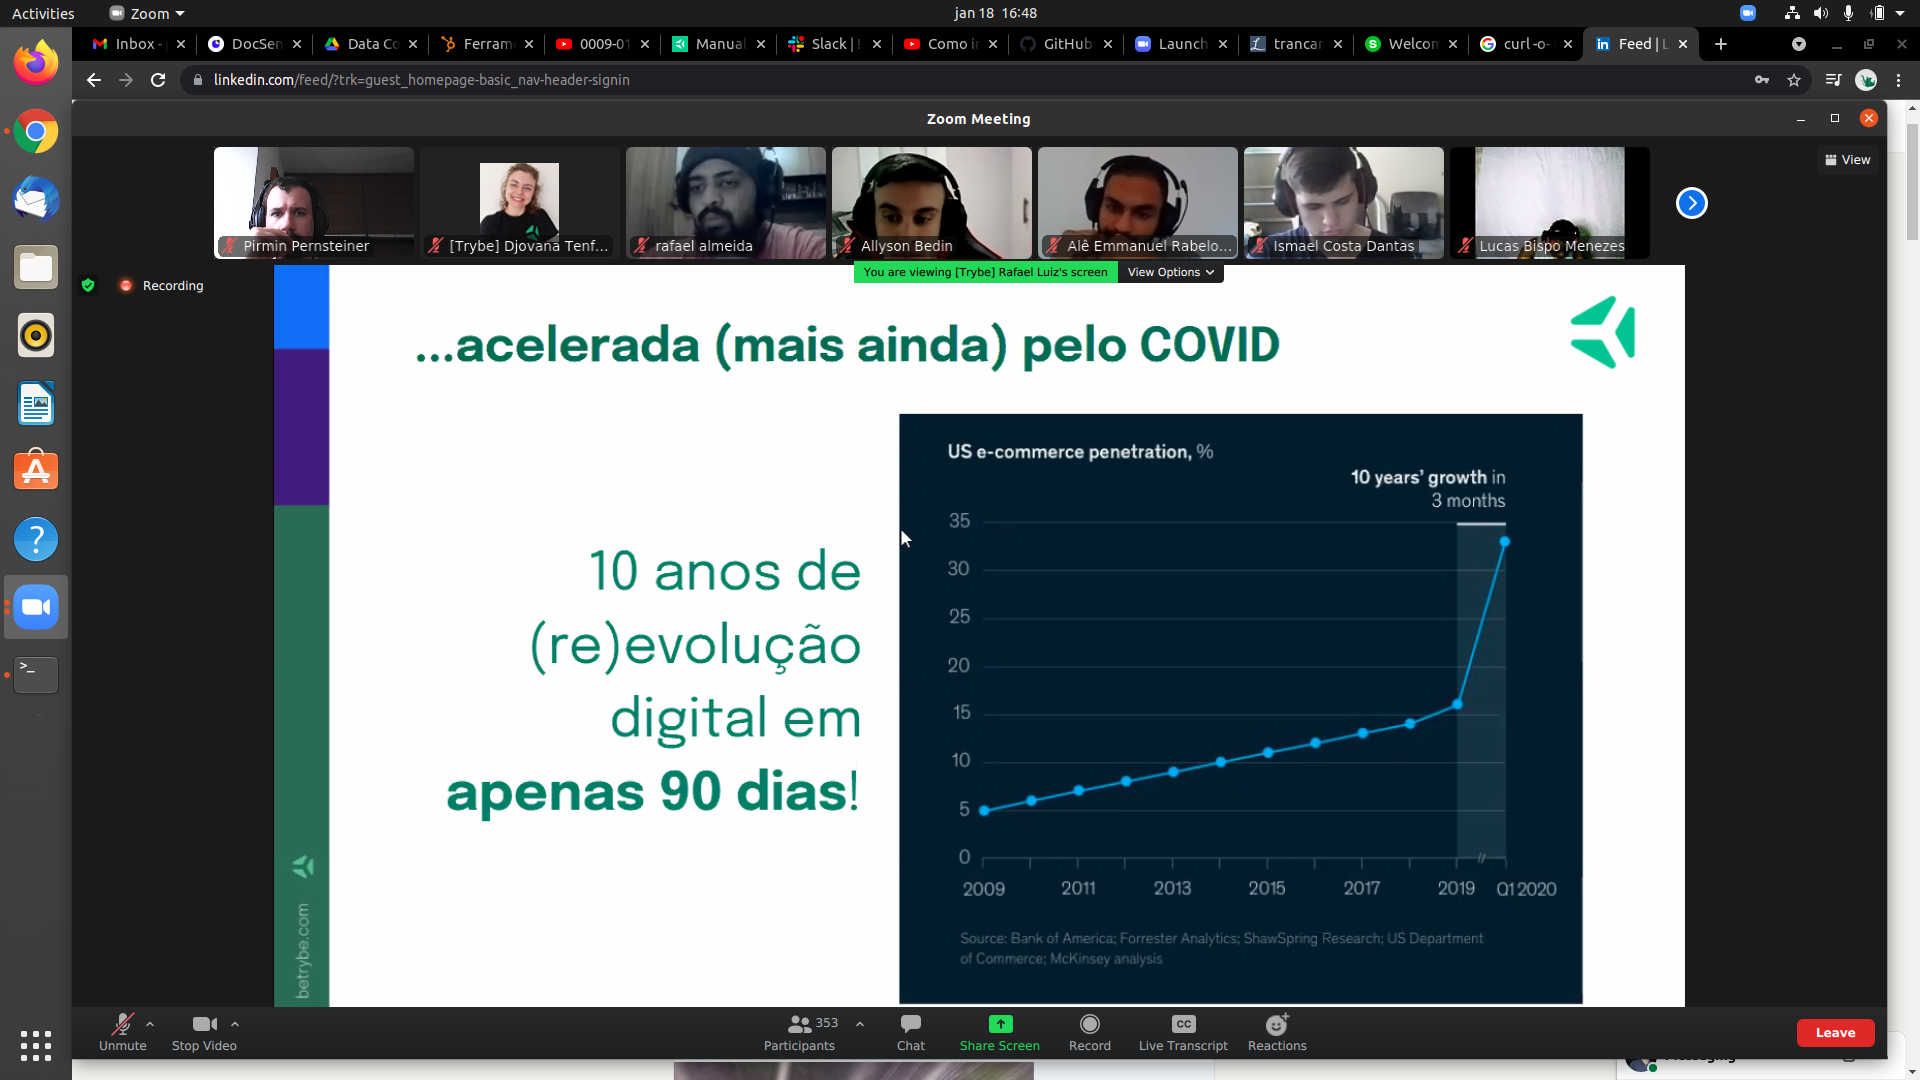 Activities
Zoom
jan 18 16:48
Inbox -
DocSen
Data Co
Ferram
0009-01
Manual
Slack |
Como i
GitHub
Launch
trancar
Welcom
curl -o-
Feed | L
linkedin.com/feed/?trk=guest_homepage-basic_nav-header-signin
Zoom Meeting
View
Pirmin Pernsteiner
[Trybe] Djovana Tenf...
rafael almeida
Allyson Bedin
Alê Emmanuel Rabelo...
Ismael Costa Dantas
Lucas Bispo Menezes
You are viewing [Trybe] Rafael Luiz's screen
View Options
Recording
...acelerada (mais ainda) pelo COVID
10 anos de
(re)evolução
digital em
apenas 90 dias!
US e-commerce penetration, %
10 years' growth in
3 months
35
30
25
20
15
10
5
0
2009 2011 2013 2015 2017 2019 Q1 2020
Source: Bank of America; Forrester Analytics; ShawSpring Research; US Department
of Commerce; McKinsey analysis
betrybe.com
Unmute
Stop Video
353
Participants
Chat
Share Screen
Record
CC
Live Transcript
Reactions
Leave